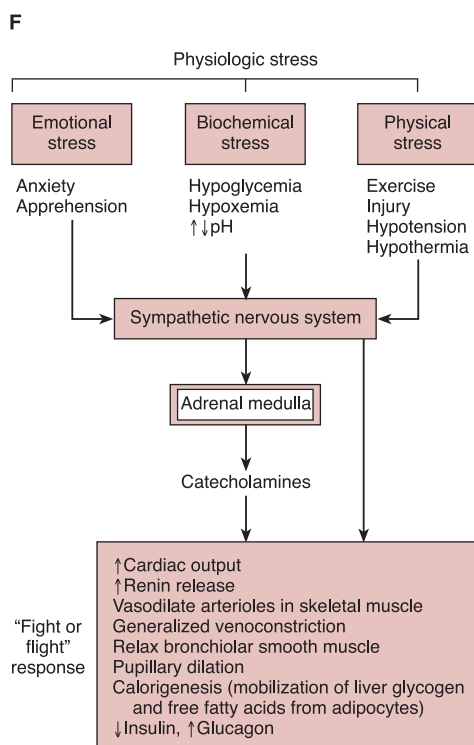 F
Physiologic stress
Emotional
stress
Biochemical
stress
Physical
stress
Anxiety
Apprehension
Hypoglycemia
Hypoxemia
↑↓pH
Exercise
Injury
Hypotension
Hypothermia
Sympathetic nervous system
Adrenal medulla
Catecholamines
"Fight or
flight"
response
↑Cardiac output
↑Renin release
Vasodilate arterioles in skeletal muscle
Generalized venoconstriction
Relax bronchiolar smooth muscle
Pupillary dilation
Calorigenesis (mobilization of liver glycogen
and free fatty acids from adipocytes)
↓Insulin, ↑Glucagon